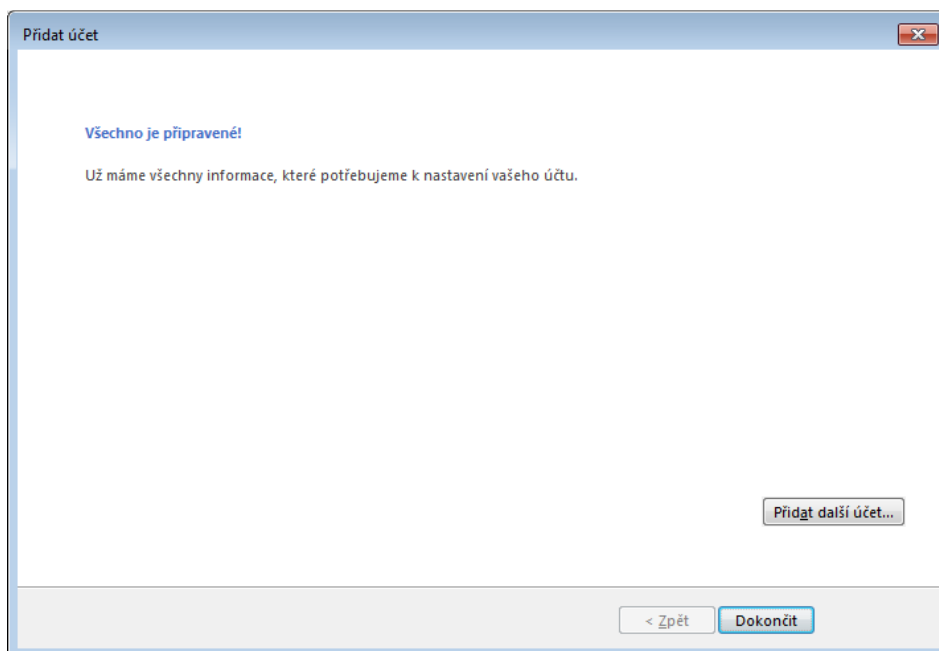 Přidat účet
Všechno je připravené!
Už máme všechny informace, které potřebujeme k nastavení vašeho účtu.
Přidat další účet...
< Zpět
Dokončit